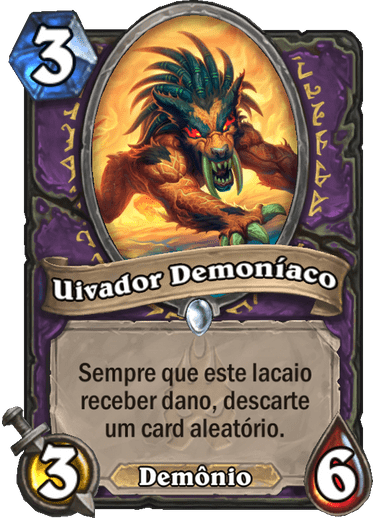 3
Uivador Demoníaco
Sempre que este lacaio
receber dano, descarte
um card aleatório.
3
Demônio
6